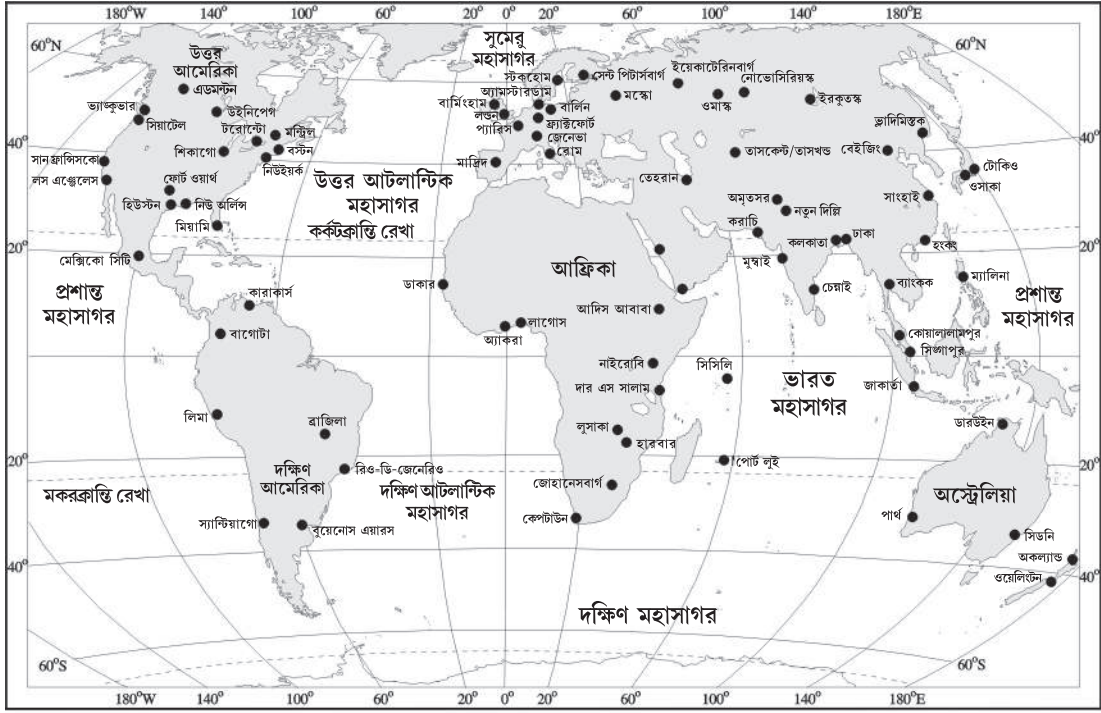 180°W 140° 100° 60° 20° 0° 20° 60° 100° 140° 180°E
60°N
60°N
সুমেরু
মহাসাগর
উত্তর
আমেরিকা
এডমন্টন
ভ্যাঙ্কুভার
উইনিপেগ
সিয়াটেল
টরোন্টো
মন্ট্রিল
শিকাগো
বস্টন
নিউইয়র্ক
সান ফ্রান্সিসকো
লস এঞ্জেলেস
ফোর্ট ওয়ার্থ
হিউস্টন
নিউ অর্লিন্স
মিয়ামি
মেক্সিকো সিটি
স্টকহোম
সেন্ট পিটার্সবার্গ
ইয়েকাটেরিনবার্গ
নোভোসিরিয়স্ক
আমস্টারডাম
বার্মিংহাম
বার্লিন
মস্কো
ওমাস্ক
ইরকুতস্ক
লন্ডন
প্যারিস
ফ্র্যাঙ্কফোর্ট
জেনেভা
রোম
মাদ্রিদ
ভ্লাদিমিস্তক
তাসকেন্ট/তাসখন্ড
বেইজিং
টোকিও
ওসাকা
তেহরান
অমৃতসর
নতুন দিল্লি
সাংহাই
করাচি
কলকাতা
ঢাকা
হংকং
মুম্বাই
চেন্নাই
ব্যাংকক
ম্যালিনা
40°
40°
উত্তর আটলান্টিক
মহাসাগর
কর্কটক্রান্তি রেখা
20°
20°
প্রশান্ত
মহাসাগর
প্রশান্ত
মহাসাগর
কারাকার্স
বাগোটা
ডাকার
আফ্রিকা
আদিস আবাবা
লাগোস
অ্যাকরা
নাইরোবি
সিসিলি
দার এস সালাম
ভারত
মহাসাগর
কোয়ালালামপুর
সিঙ্গাপুর
জাকার্তা
লিমা
ব্রাজিলা
লুসাকা
হারবার
ডারউইন
20°
20°
রিও-ডি-জেনেরিও
পোর্ট লুই
মকরক্রান্তি রেখা
দক্ষিণ
আমেরিকা
দক্ষিণ আটলান্টিক
মহাসাগর
জোহানেসবার্গ
অস্ট্রেলিয়া
স্যান্টিয়াগো
বুয়েনোস এয়ারস
কেপটাউন
পার্থ
সিডনি
অকল্যান্ড
ওয়েলিংটন
40°
40°
দক্ষিণ মহাসাগর
60°S
60°S
180°W 140° 100° 60° 20° 0° 20° 60° 100° 140° 180°E